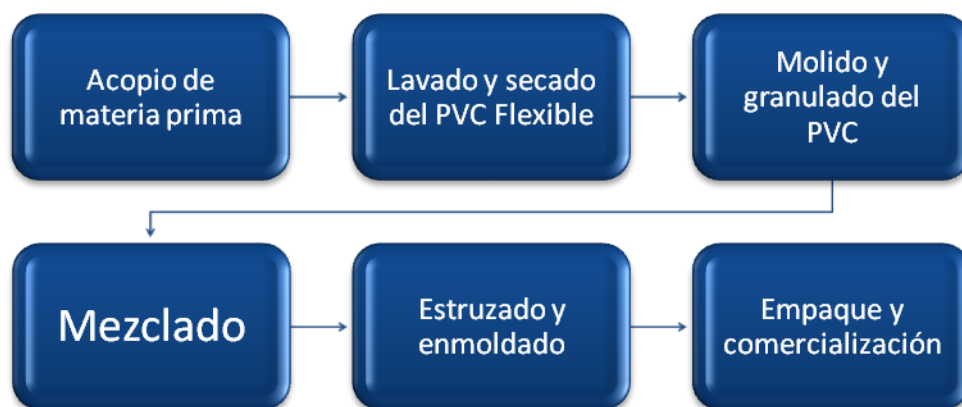 Acopio de
materia prima
Lavado y secado
del PVC Flexible
Molido y
granulado del
PVC
Mezclado
Estruzado y
enmoldado
Empaque y
comercialización